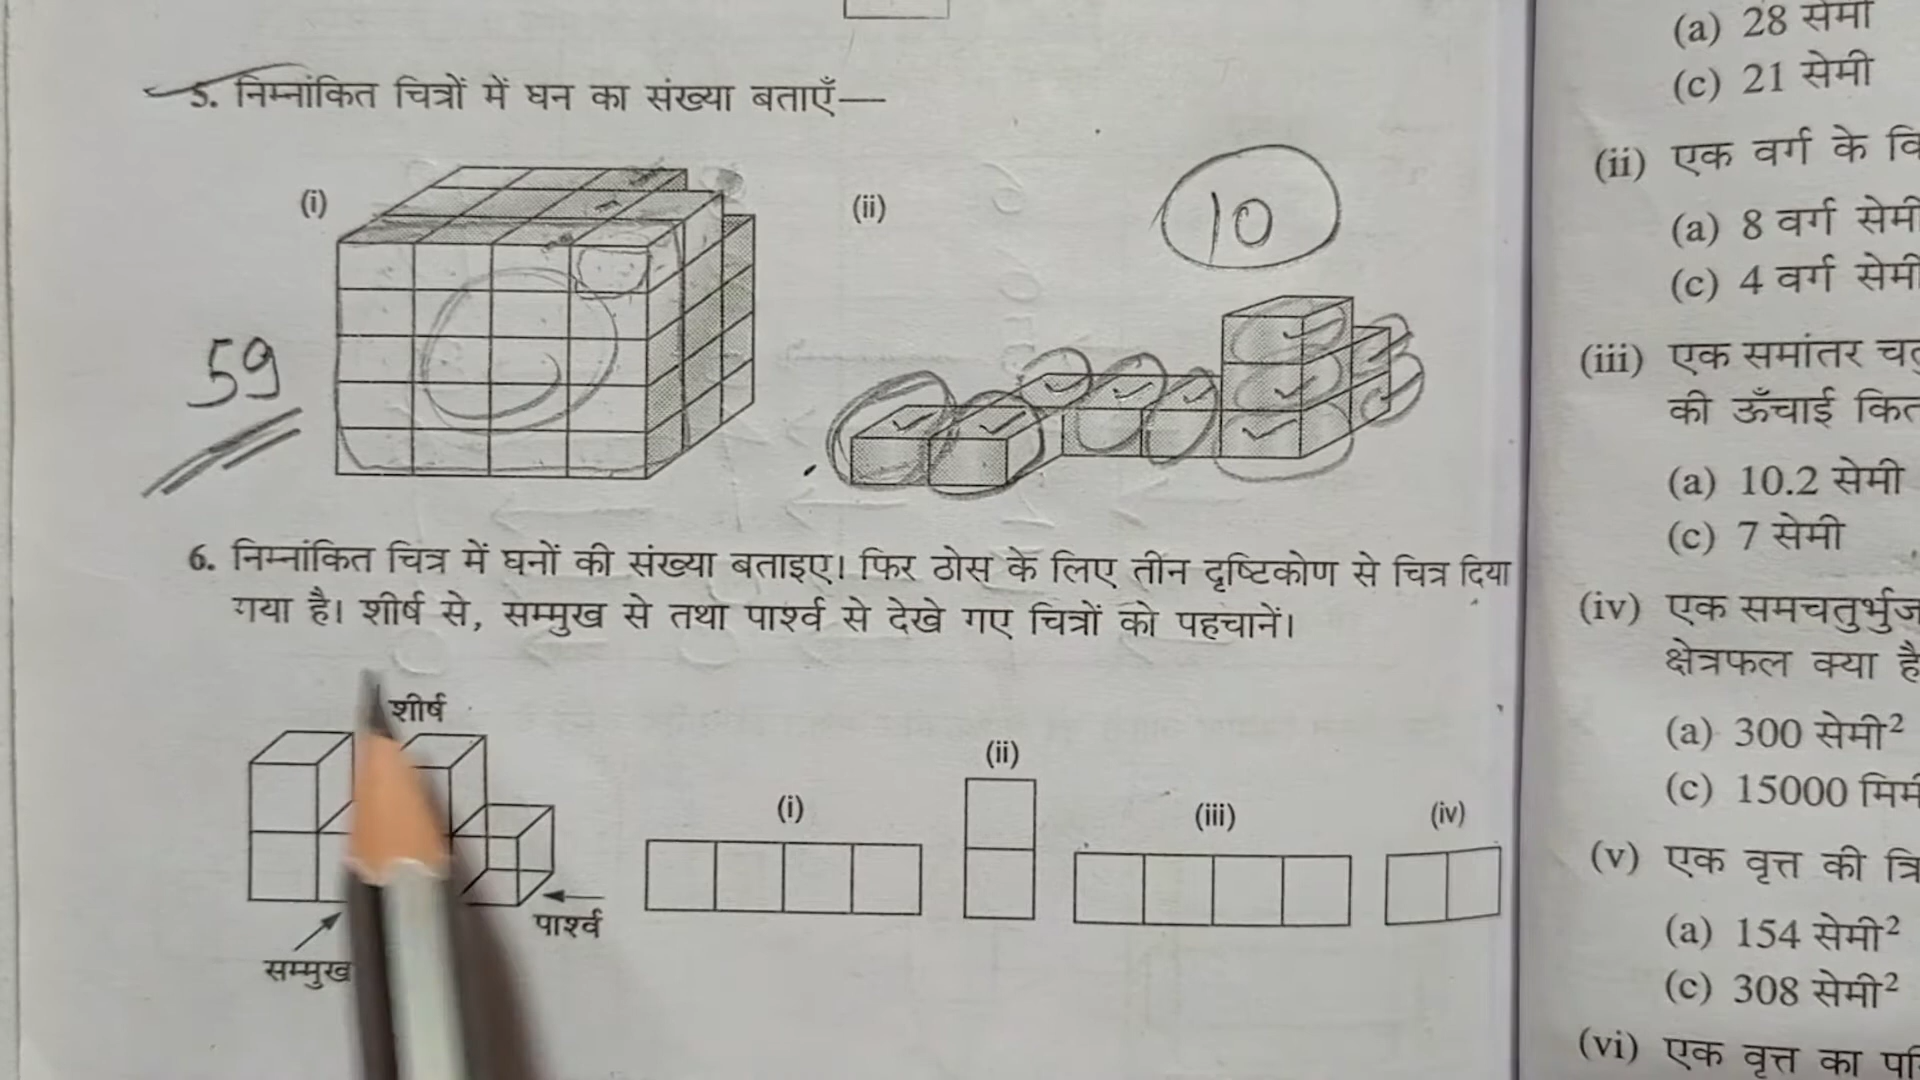 5. निम्नांकित चित्रों में घन का संख्या बताएँ—
(i)
(ii)
10
59
6. निम्नांकित चित्र में घनों की संख्या बताइए। फिर ठोस के लिए तीन दृष्टिकोण से चित्र दिया
गया है। शीर्ष से, सम्मुख से तथा पार्श्व से देखे गए चित्रों को पहचानें।
शीर्ष
(i)
(ii)
(iii)
(iv)
पार्श्व
सम्मुख
(a) 28 सेमी
(c) 21 सेमी
(ii) एक वर्ग के
(a) 8 वर्ग सेमी
(c) 4 वर्ग सेमी
(iii) एक समांतर
की ऊँचाई
(a) 10.2 सेमी
(c) 7 सेमी
(iv) एक समचतुर्भुज
क्षेत्रफल क्या है
(a) 300 सेमी²
(c) 15000
(v) एक वृत्त की
(a) 154 सेमी²
(c) 308 सेमी²
(vi) एक वृत्त का